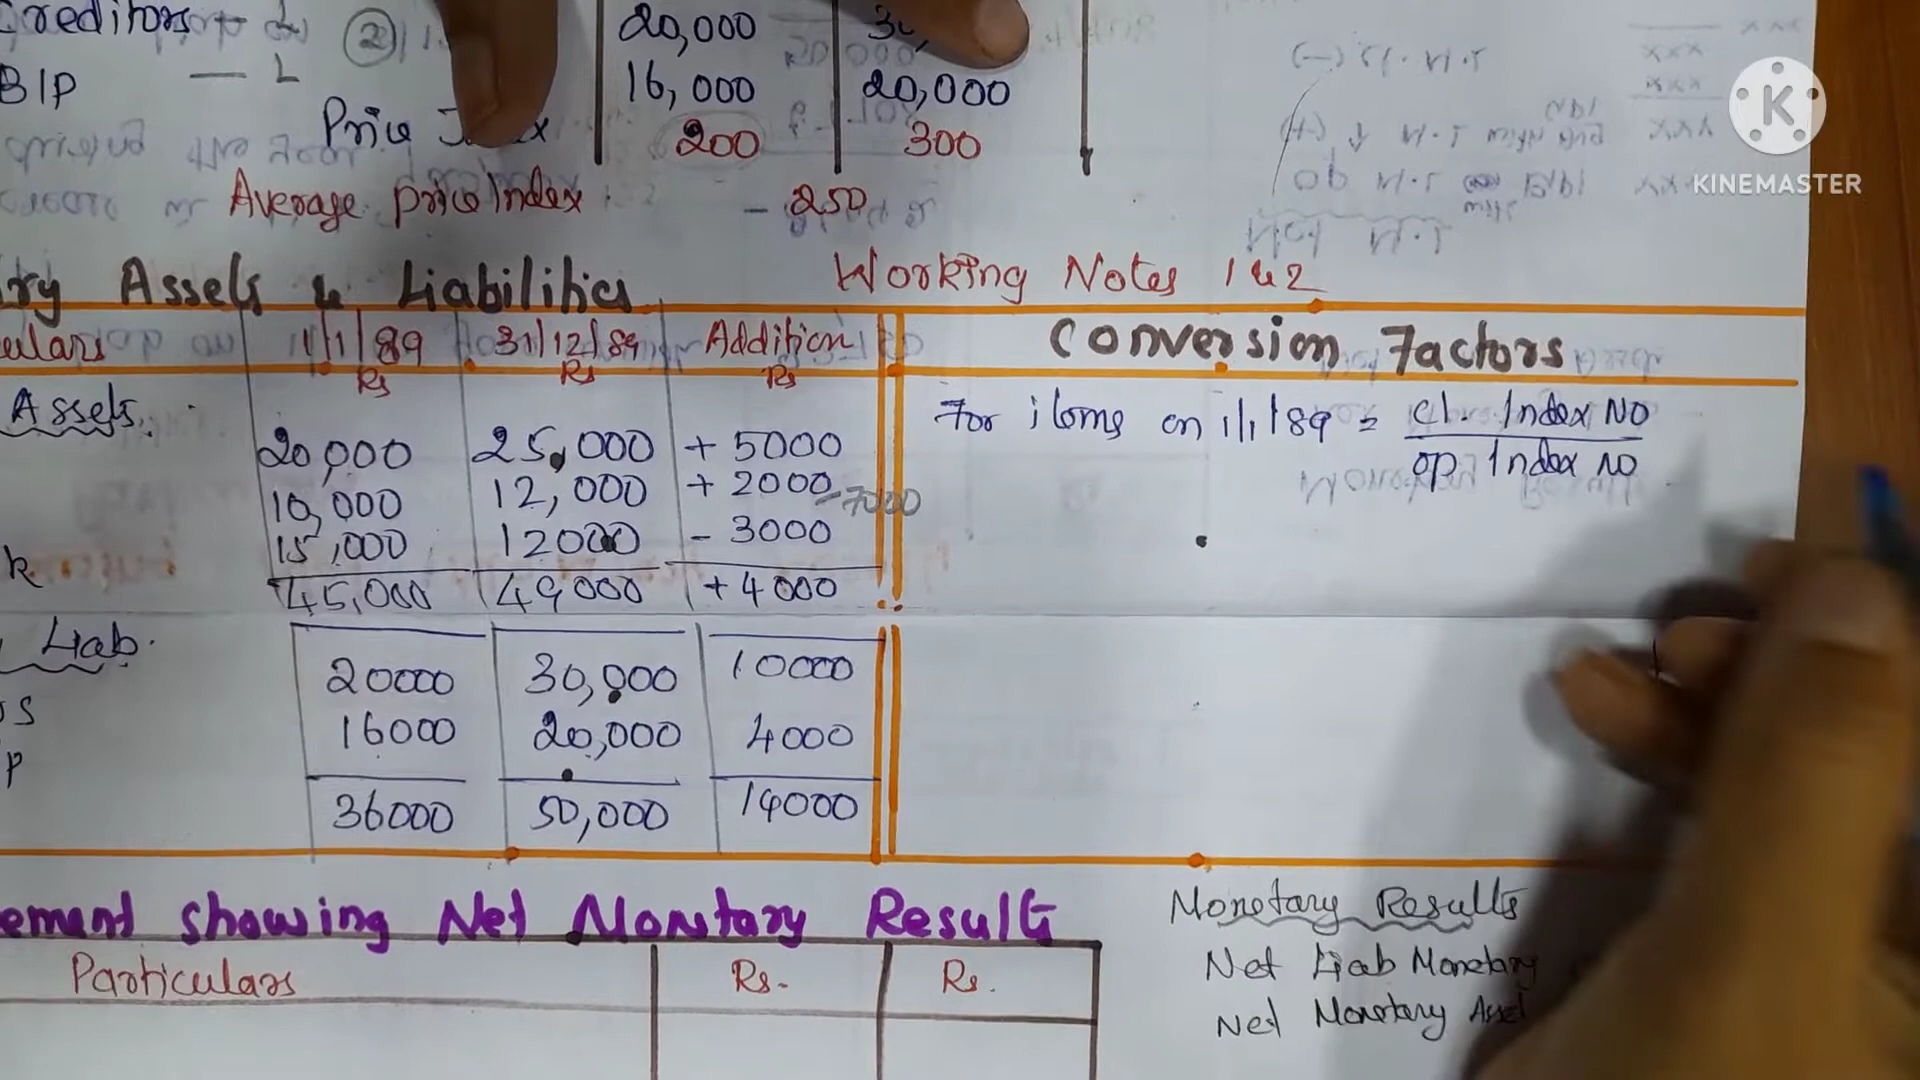 Creditors 20,000
BIP — L 16,000 20,000
Price 200 300
Average price Index - 250
KINEMASTER
Assets & Liabilities Working Notes 1 & 2
1/1/89 31/12/89 Addition Conversion Factors
Rs Rs Rs
Assets. For items on 1/1/89 = Cl. Index NO
op Index NO
20,000 25,000 + 5000
10,000 12,000 + 2000 - 7000
15,000 12000 - 3000
k 45,000 49000 + 4000
Liab.
20000 30,000 10000
16000 20,000 4000
36000 50,000 14000
ement showing Net Monetary Result
Particulars Rs. Rs.
Monetary Results
Net Liab Monetary
Net Monetary Asset